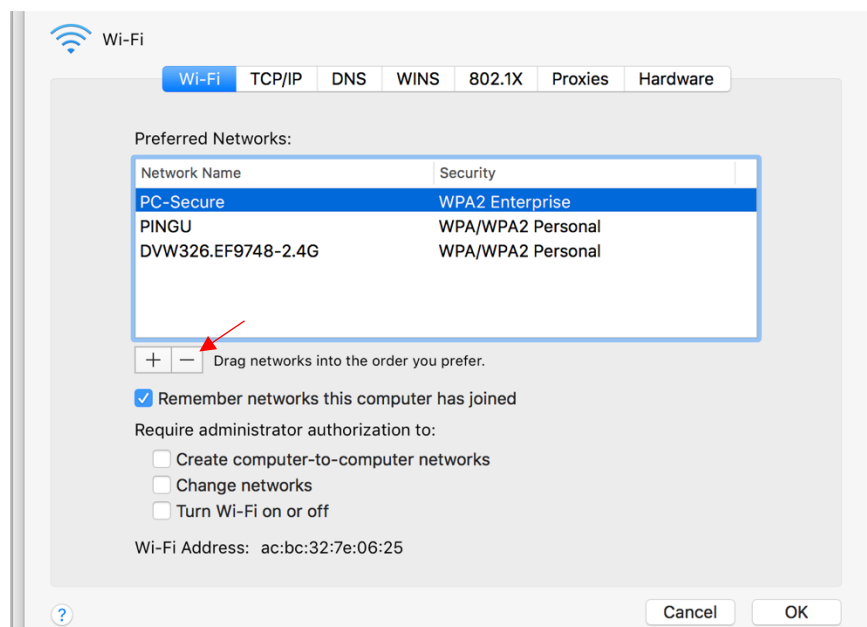 Wi-Fi
Wi-Fi TCP/IP DNS WINS 802.1X Proxies Hardware
Preferred Networks:
Network Name Security
PC-Secure WPA2 Enterprise
PINGU WPA/WPA2 Personal
DVW326.EF9748-2.4G WPA/WPA2 Personal
+ − Drag networks into the order you prefer.
Remember networks this computer has joined
Require administrator authorization to:
Create computer-to-computer networks
Change networks
Turn Wi-Fi on or off
Wi-Fi Address: ac:bc:32:7e:06:25
? Cancel OK